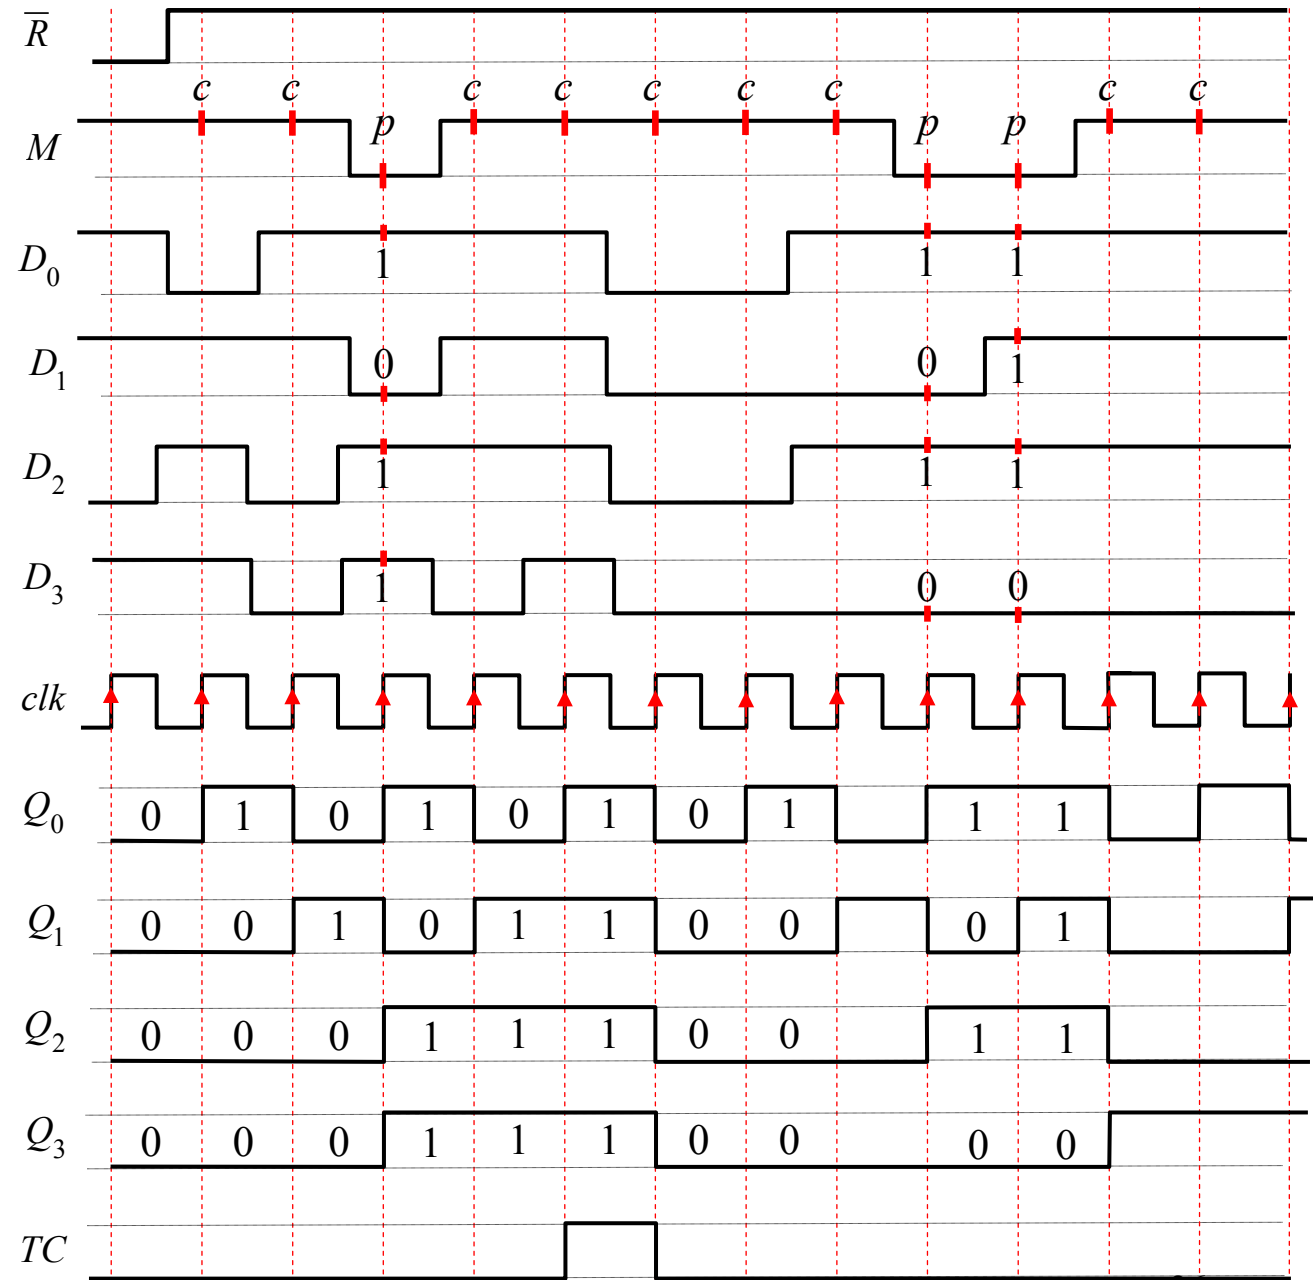 R̅
c c c c c c c c c
M p p p
D₀ 1 1 1
D₁ 0 0 1
D₂ 1 1 1
D₃ 1 0 0
clk
Q₀ 0 1 0 1 0 1 0 1 1 1
Q₁ 0 0 1 0 1 1 0 0 0 1
Q₂ 0 0 0 1 1 1 0 0 1 1
Q₃ 0 0 0 1 1 1 0 0 0 0
TC